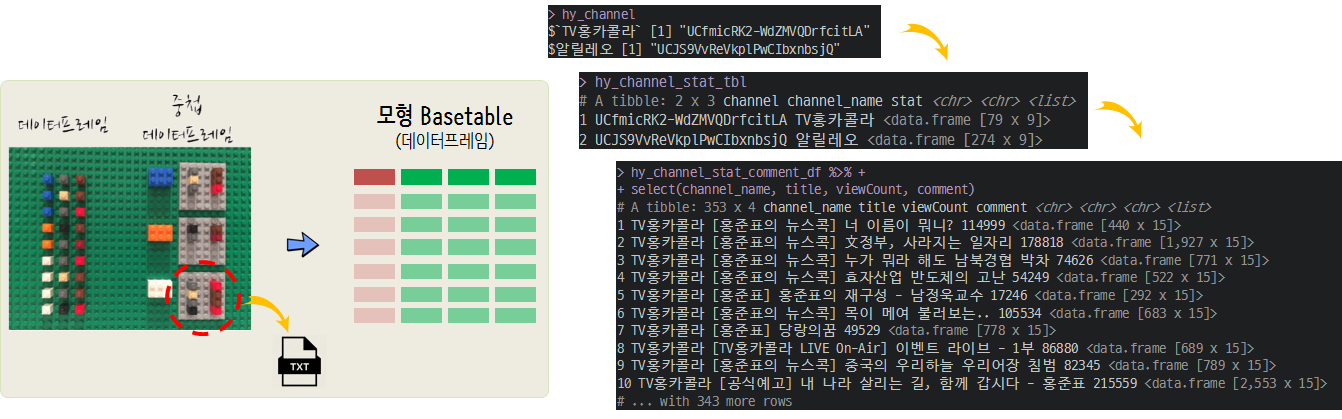 데이터프레임
중첩
데이터프레임
TXT
모형 Basetable
(데이터프레임)
> hy_channel
$`TV홍카콜라` [1] "UCfmicRK2-WdZMVQDrfcitLA"
$알릴레오 [1] "UCJS9VvReVkplPwCIbxnbsjQ"
> hy_channel_stat_tbl
# A tibble: 2 x 3 channel channel_name stat <chr> <chr> <list>
1 UCfmicRK2-WdZMVQDrfcitLA TV홍카콜라 <data.frame [79 x 9]>
2 UCJS9VvReVkplPwCIbxnbsjQ 알릴레오 <data.frame [274 x 9]>
> hy_channel_stat_comment_df %>% +
+ select(channel_name, title, viewCount, comment)
# A tibble: 353 x 4 channel_name title viewCount comment <chr> <chr> <chr> <list>
1 TV홍카콜라 [홍준표의 뉴스콕] 너 이름이 뭐니? 114999 <data.frame [440 x 15]>
2 TV홍카콜라 [홍준표의 뉴스콕] 文정부, 사라지는 일자리 178818 <data.frame [1,927 x 15]>
3 TV홍카콜라 [홍준표의 뉴스콕] 누가 뭐라 해도 남북경협 박차 74626 <data.frame [771 x 15]>
4 TV홍카콜라 [홍준표의 뉴스콕] 효자산업 반도체의 고난 54249 <data.frame [522 x 15]>
5 TV홍카콜라 [홍준표] 홍준표의 재구성 - 남정욱교수 17246 <data.frame [292 x 15]>
6 TV홍카콜라 [홍준표의 뉴스콕] 목이 메여 불러보는.. 105534 <data.frame [683 x 15]>
7 TV홍카콜라 [홍준표] 당랑의꿈 49529 <data.frame [778 x 15]>
8 TV홍카콜라 [TV홍카콜라 LIVE On-Air] 이벤트 라이브 - 1부 86880 <data.frame [689 x 15]>
9 TV홍카콜라 [홍준표의 뉴스콕] 중국의 우리하늘 우리어장 침범 82345 <data.frame [789 x 15]>
10 TV홍카콜라 [공식예고] 내 나라 살리는 길, 함께 갑시다 - 홍준표 215559 <data.frame [2,553 x 15]>
# ... with 343 more rows